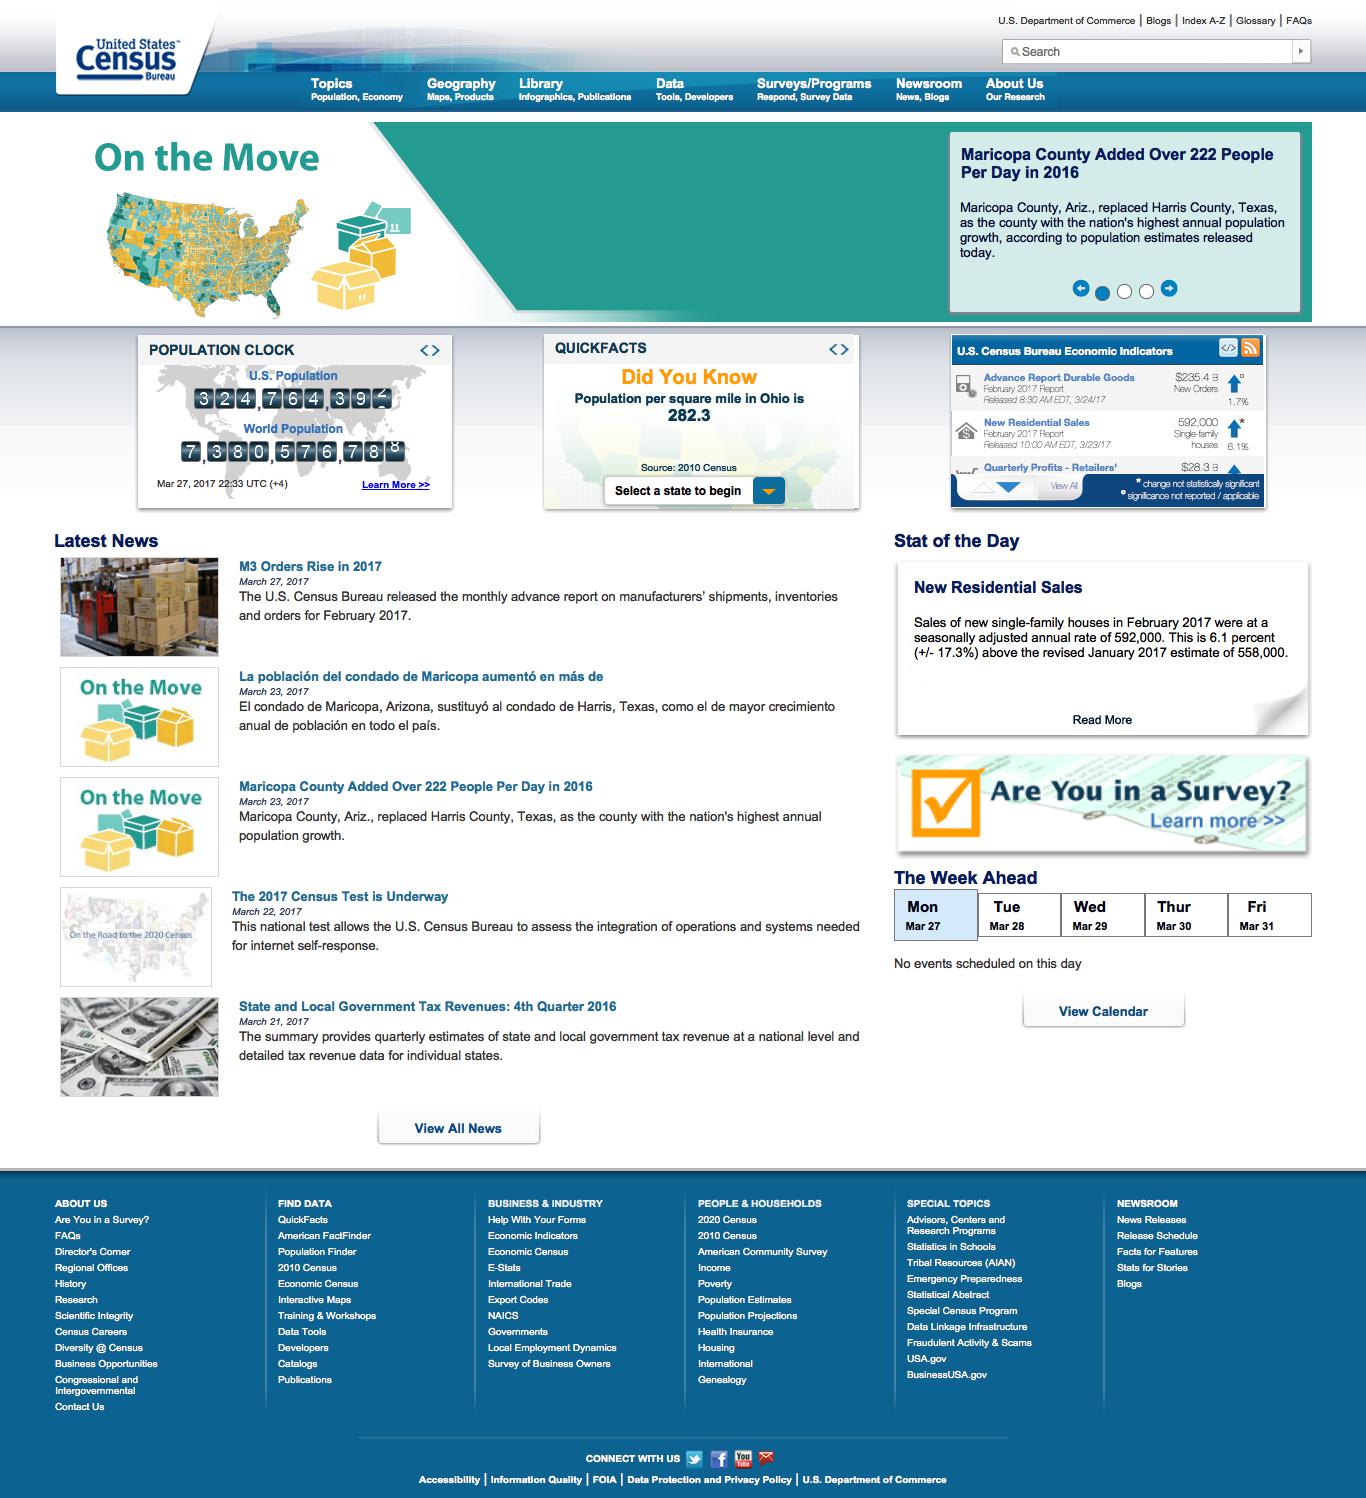 U.S. Department of Commerce | Blogs | Index A-Z | Glossary | FAQs
United States™
Census
Bureau
Search
Topics
Population, Economy
Geography
Maps, Products
Library
Infographics, Publications
Data
Tools, Developers
Surveys/Programs
Respond, Survey Data
Newsroom
News, Blogs
About Us
Our Research
On the Move
Maricopa County Added Over 222 People
Per Day in 2016
Maricopa County, Ariz., replaced Harris County, Texas,
as the county with the nation's highest annual population
growth, according to population estimates released
today.
POPULATION CLOCK
U.S. Population
324,764,39
World Population
7,380,576,788
Mar 27, 2017 22:33 UTC (+4)
Learn More >>
QUICKFACTS
Did You Know
Population per square mile in Ohio is
282.3
Source: 2010 Census
Select a state to begin
U.S. Census Bureau Economic Indicators
Advance Report Durable Goods
February 2017 Report
Released 8:30 AM EDT, 3/24/17
$235.4 B
New Orders
1.7%
New Residential Sales
February 2017 Report
Released 10:00 AM EDT, 3/23/17
592,000
Single-family
houses
*
6.1%
Quarterly Profits - Retailers'
$28.3 B
View All
* change not statistically significant
° significance not reported / applicable
Latest News
M3 Orders Rise in 2017
March 27, 2017
The U.S. Census Bureau released the monthly advance report on manufacturers' shipments, inventories
and orders for February 2017.
On the Move
La población del condado de Maricopa aumentó en más de
March 23, 2017
El condado de Maricopa, Arizona, sustituyó al condado de Harris, Texas, como el de mayor crecimiento
anual de población en todo el país.
On the Move
Maricopa County Added Over 222 People Per Day in 2016
March 23, 2017
Maricopa County, Ariz., replaced Harris County, Texas, as the county with the nation's highest annual
population growth.
On the Road to the 2020 Census
The 2017 Census Test is Underway
March 22, 2017
This national test allows the U.S. Census Bureau to assess the integration of operations and systems needed
for internet self-response.
State and Local Government Tax Revenues: 4th Quarter 2016
March 21, 2017
The summary provides quarterly estimates of state and local government tax revenue at a national level and
detailed tax revenue data for individual states.
View All News
Stat of the Day
New Residential Sales
Sales of new single-family houses in February 2017 were at a
seasonally adjusted annual rate of 592,000. This is 6.1 percent
(+/- 17.3%) above the revised January 2017 estimate of 558,000.
Read More
Are You in a Survey?
Learn more >>
The Week Ahead
Mon
Mar 27
Tue
Mar 28
Wed
Mar 29
Thur
Mar 30
Fri
Mar 31
No events scheduled on this day
View Calendar
ABOUT US
Are You in a Survey?
FAQs
Director's Corner
Regional Offices
History
Research
Scientific Integrity
Census Careers
Diversity @ Census
Business Opportunities
Congressional and
Intergovernmental
Contact Us
FIND DATA
QuickFacts
American FactFinder
Population Finder
2010 Census
Economic Census
Interactive Maps
Training & Workshops
Data Tools
Developers
Catalogs
Publications
BUSINESS & INDUSTRY
Help With Your Forms
Economic Indicators
Economic Census
E-Stats
International Trade
Export Codes
NAICS
Governments
Local Employment Dynamics
Survey of Business Owners
PEOPLE & HOUSEHOLDS
2020 Census
2010 Census
American Community Survey
Income
Poverty
Population Estimates
Population Projections
Health Insurance
Housing
International
Genealogy
SPECIAL TOPICS
Advisors, Centers and
Research Programs
Statistics in Schools
Tribal Resources (AIAN)
Emergency Preparedness
Statistical Abstract
Special Census Program
Data Linkage Infrastructure
Fraudulent Activity & Scams
USA.gov
BusinessUSA.gov
NEWSROOM
News Releases
Release Schedule
Facts for Features
Stats for Stories
Blogs
CONNECT WITH US
You
Tube
Accessibility | Information Quality | FOIA | Data Protection and Privacy Policy | U.S. Department of Commerce